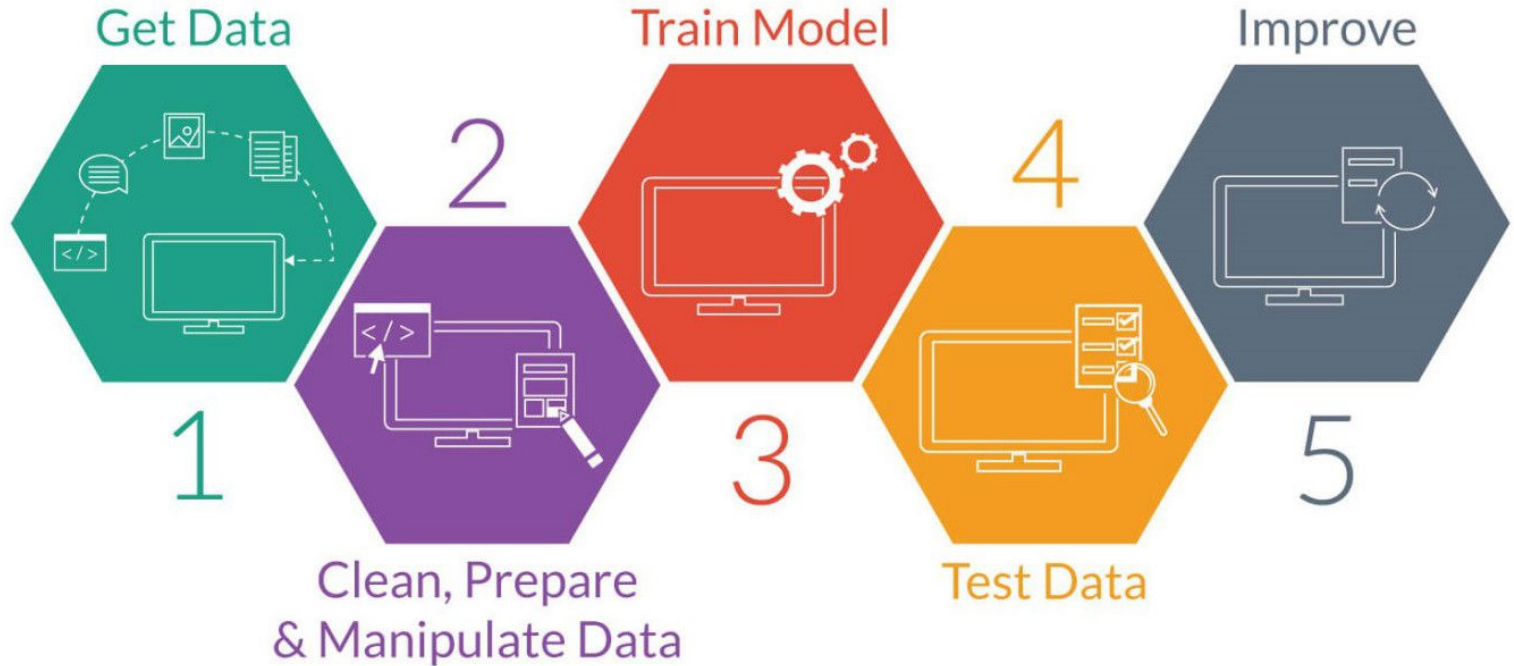 Get Data
</>
1
2
</>
Clean, Prepare
& Manipulate Data
Train Model
3
4
Test Data
Improve
5